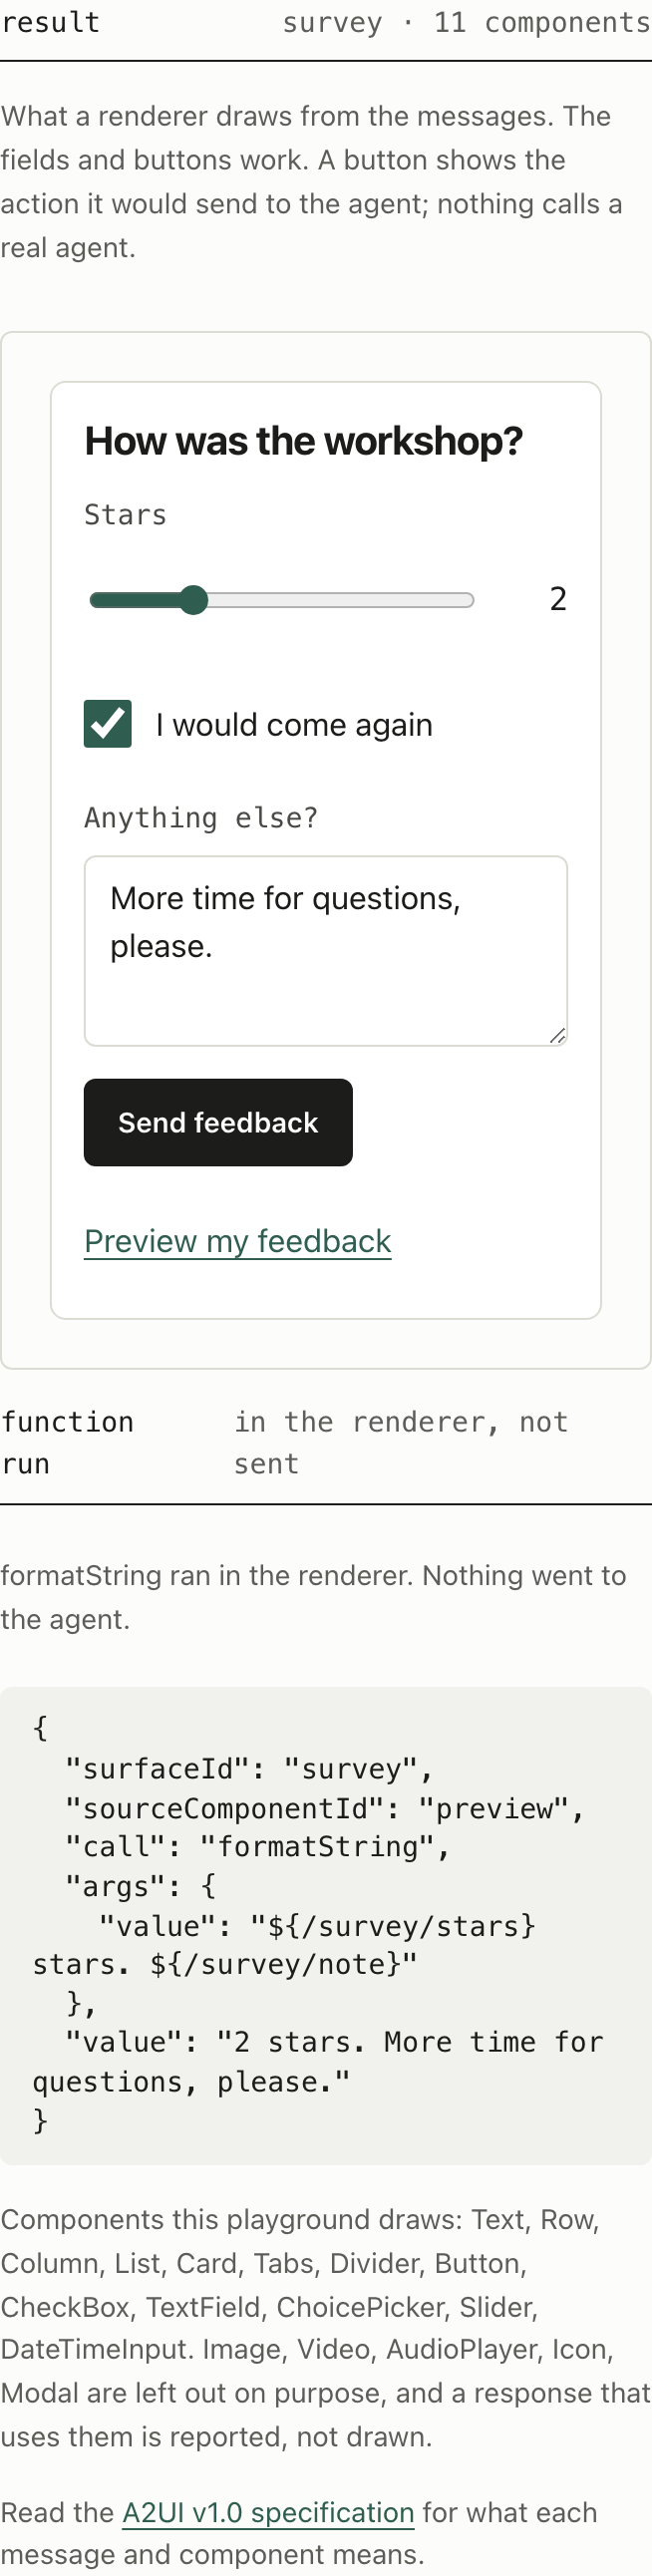 result survey · 11 components
What a renderer draws from the messages. The
fields and buttons work. A button shows the
action it would send to the agent; nothing calls a
real agent.
How was the workshop?
Stars
2
I would come again
Anything else?
More time for questions,
please.
Send feedback
Preview my feedback
function in the renderer, not
run sent
formatString ran in the renderer. Nothing went to
the agent.
{
  "surfaceId": "survey",
  "sourceComponentId": "preview",
  "call": "formatString",
  "args": {
    "value": "${/survey/stars}
stars. ${/survey/note}"
  },
  "value": "2 stars. More time for
questions, please."
}
Components this playground draws: Text, Row,
Column, List, Card, Tabs, Divider, Button,
CheckBox, TextField, ChoicePicker, Slider,
DateTimeInput. Image, Video, AudioPlayer, Icon,
Modal are left out on purpose, and a response that
uses them is reported, not drawn.
Read the A2UI v1.0 specification for what each
message and component means.